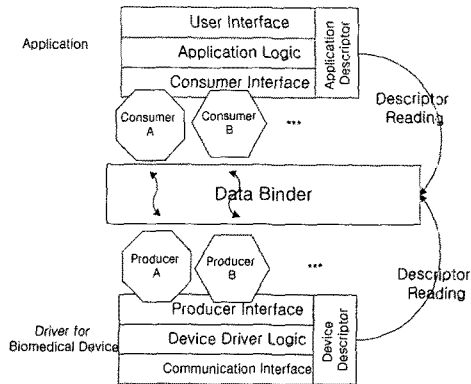 User Interface
Application
Application Logic
Consumer Interface
Application
Descriptor
Consumer
A
Consumer
B
***
Descriptor
Reading
Data Binder
Producer
A
Producer
B
***
Descriptor
Reading
Producer Interface
Driver for
Biomedical Device
Device Driver Logic
Communication Interface
Device
Descriptor